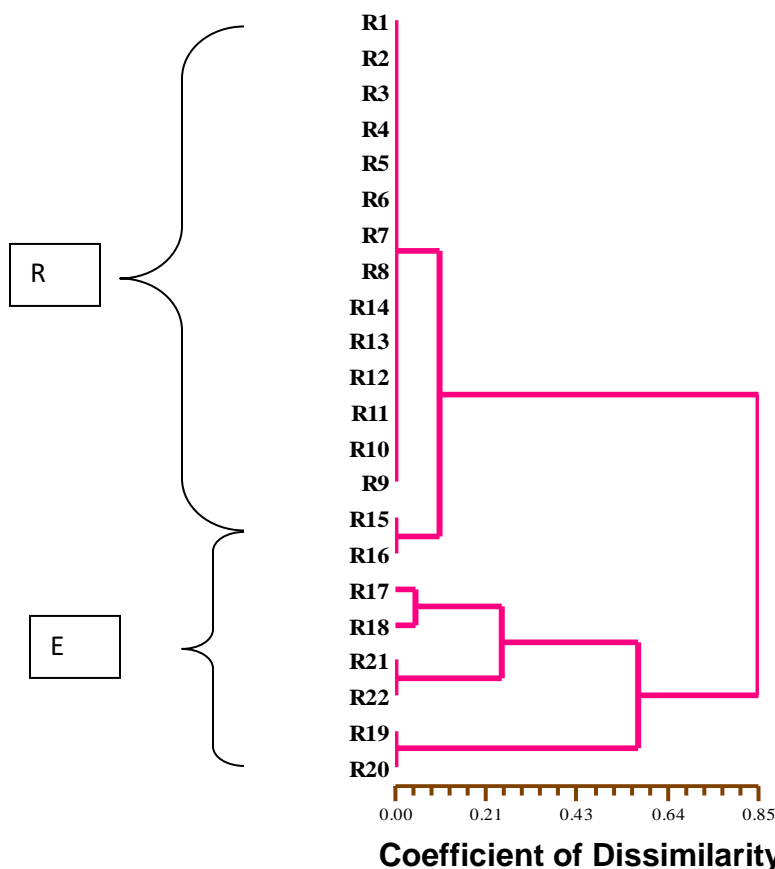 R1
R2
R3
R4
R5
R6
R7
R
R8
R14
R13
R12
R11
R10
R9
R15
R16
R17
R18
E
R21
R22
R19
R20
0.00 0.21 0.43 0.64 0.85
Coefficient of Dissimilarity